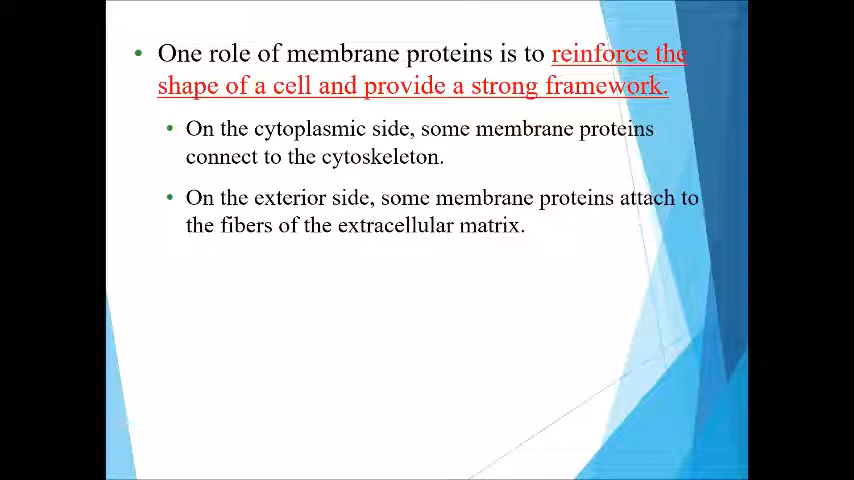 • One role of membrane proteins is to reinforce the
shape of a cell and provide a strong framework.
• On the cytoplasmic side, some membrane proteins
connect to the cytoskeleton.
• On the exterior side, some membrane proteins attach to
the fibers of the extracellular matrix.